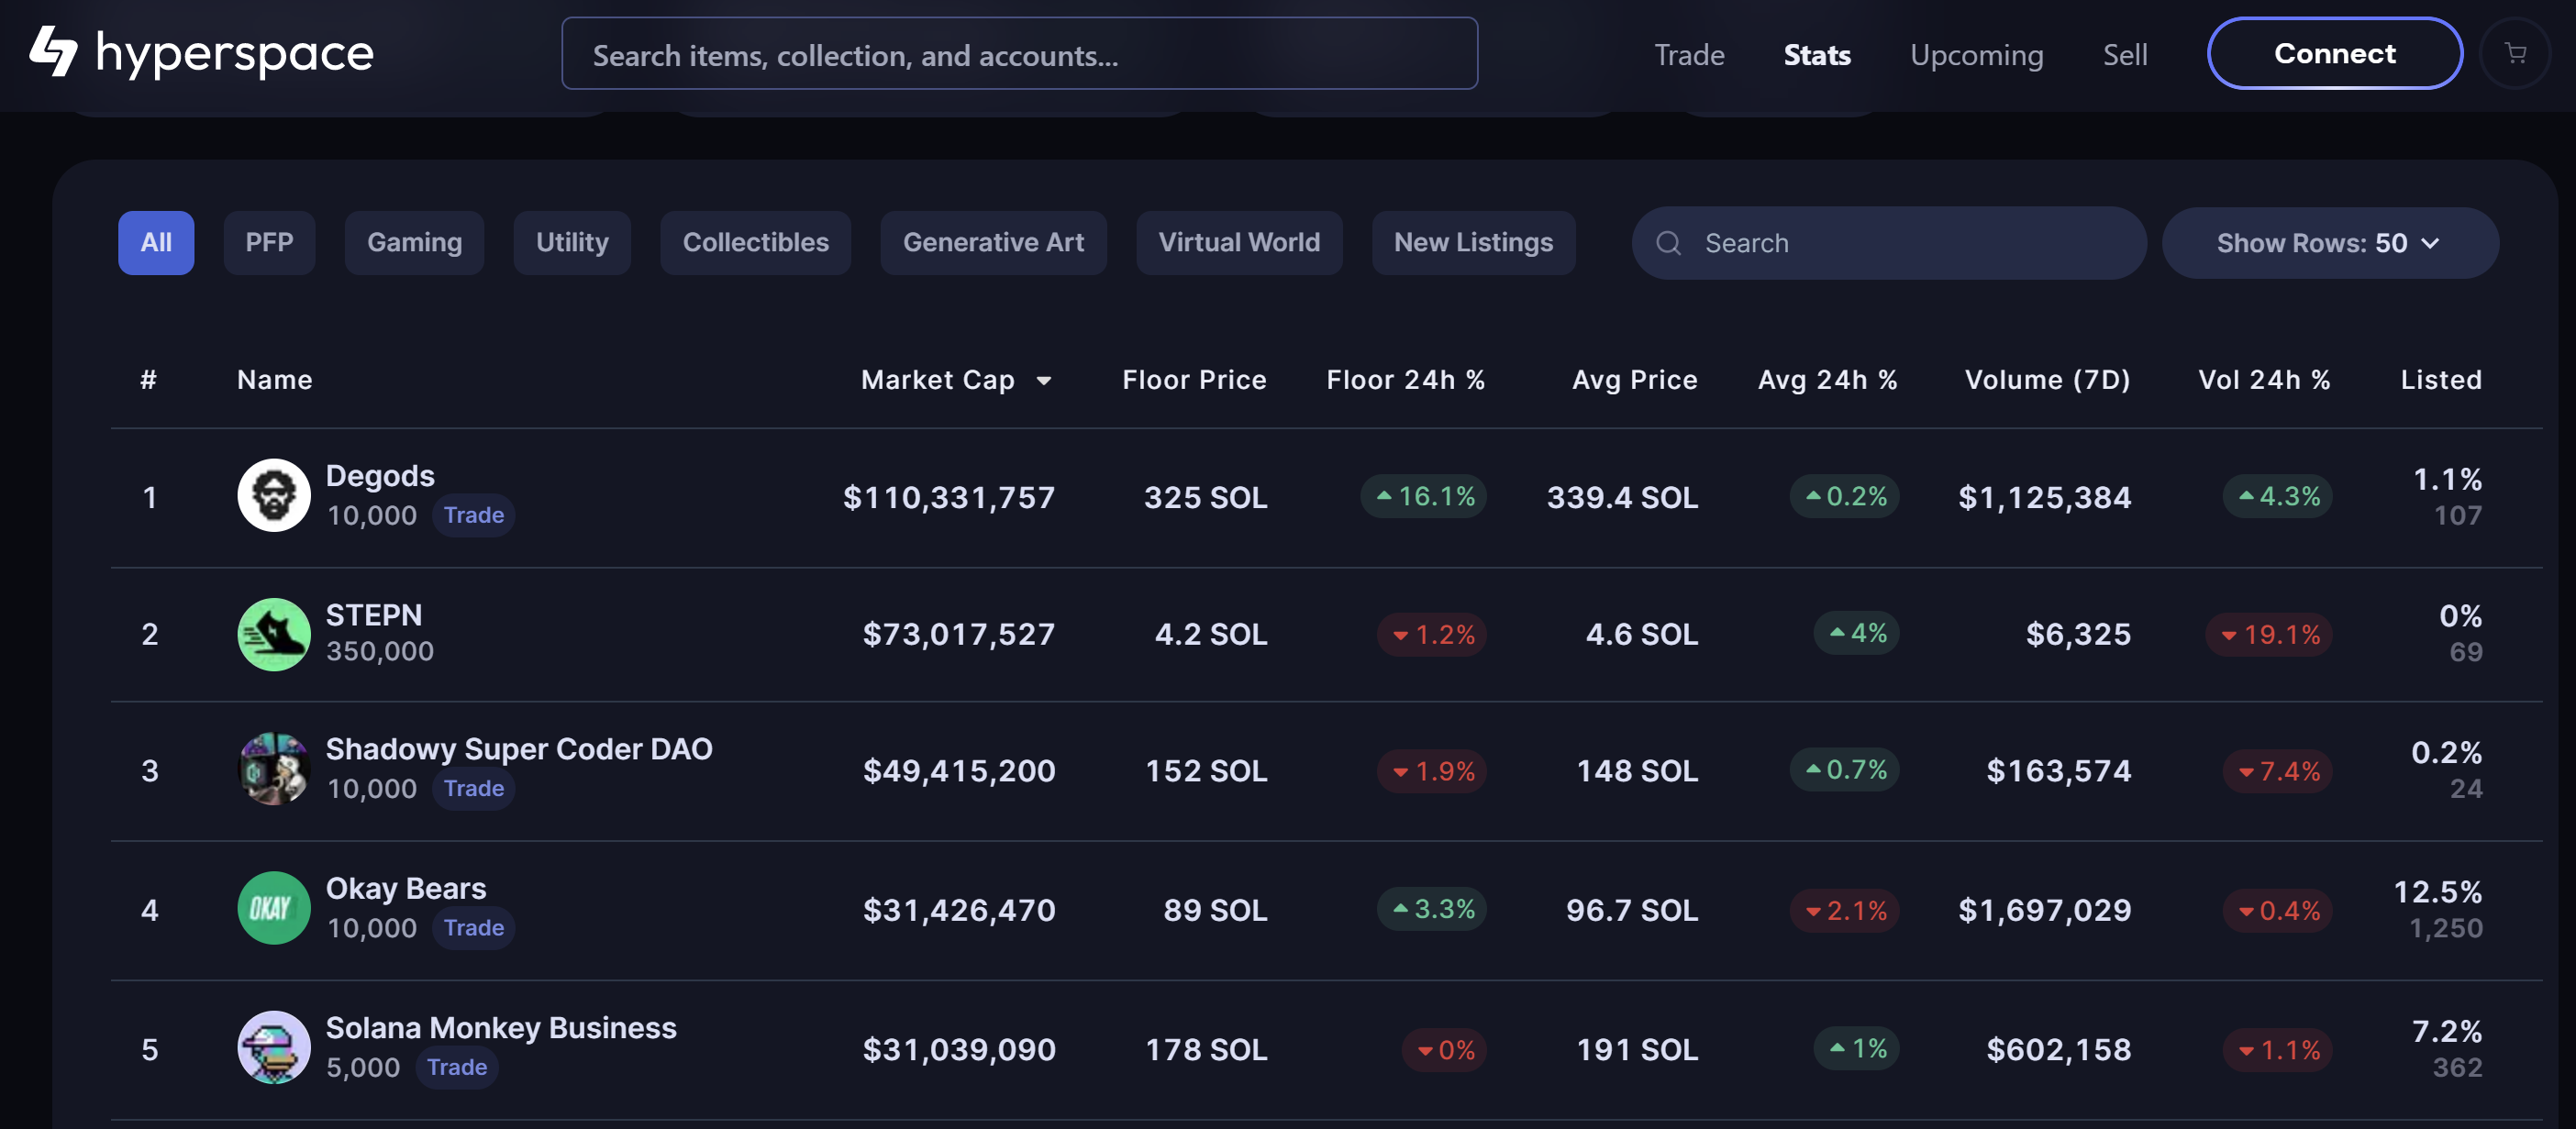 hyperspace
Search items, collection, and accounts...
Trade Stats Upcoming Sell Connect
All PFP Gaming Utility Collectibles Generative Art Virtual World New Listings Search Show Rows: 50
# Name Market Cap Floor Price Floor 24h % Avg Price Avg 24h % Volume (7D) Vol 24h % Listed
1 Degods $110,331,757 325 SOL 16.1% 339.4 SOL 0.2% $1,125,384 4.3% 1.1%
10,000 Trade 107
2 STEPN $73,017,527 4.2 SOL 1.2% 4.6 SOL 4% $6,325 19.1% 0%
350,000 69
3 Shadowy Super Coder DAO $49,415,200 152 SOL 1.9% 148 SOL 0.7% $163,574 7.4% 0.2%
10,000 Trade 24
OKAY
4 Okay Bears $31,426,470 89 SOL 3.3% 96.7 SOL 2.1% $1,697,029 0.4% 12.5%
10,000 Trade 1,250
5 Solana Monkey Business $31,039,090 178 SOL 0% 191 SOL 1% $602,158 1.1% 7.2%
5,000 Trade 362